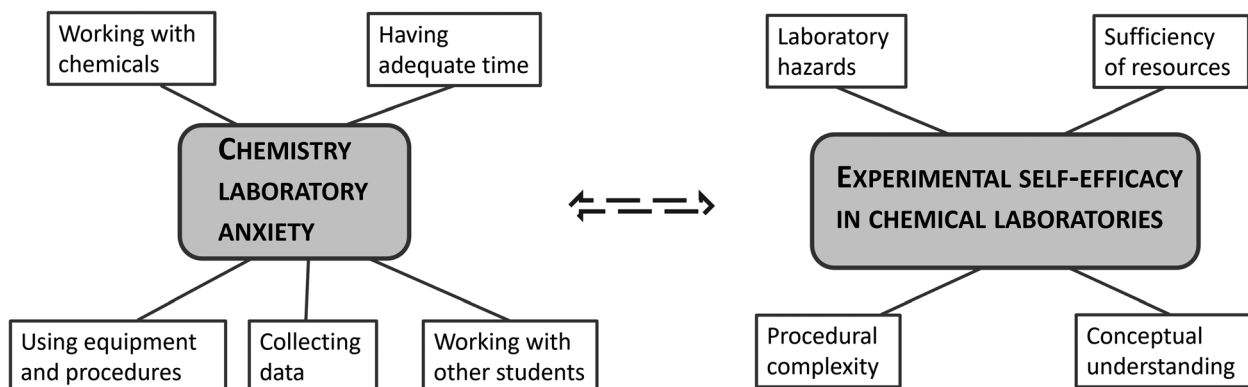 Working with
chemicals
Having
adequate time
CHEMISTRY
LABORATORY
ANXIETY
Using equipment
and procedures
Collecting
data
Working with
other students
Laboratory
hazards
Sufficiency
of resources
EXPERIMENTAL SELF-EFFICACY
IN CHEMICAL LABORATORIES
Procedural
complexity
Conceptual
understanding